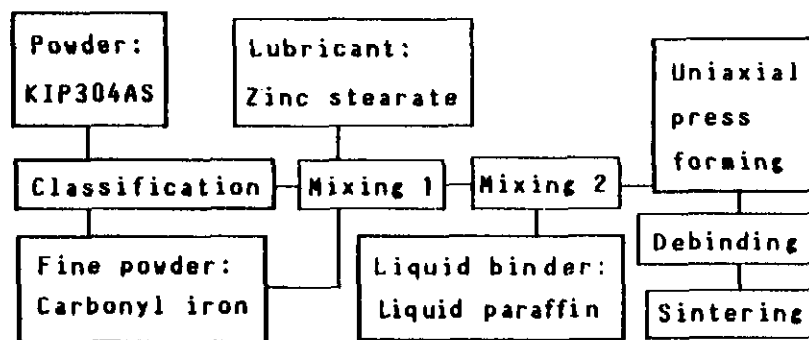 Powder:
KIP304AS
Lubricant:
Zinc stearate
Uniaxial
press
forming
Classification
Mixing 1
Mixing 2
Fine powder:
Carbonyl iron
Liquid binder:
Liquid paraffin
Debinding
Sintering